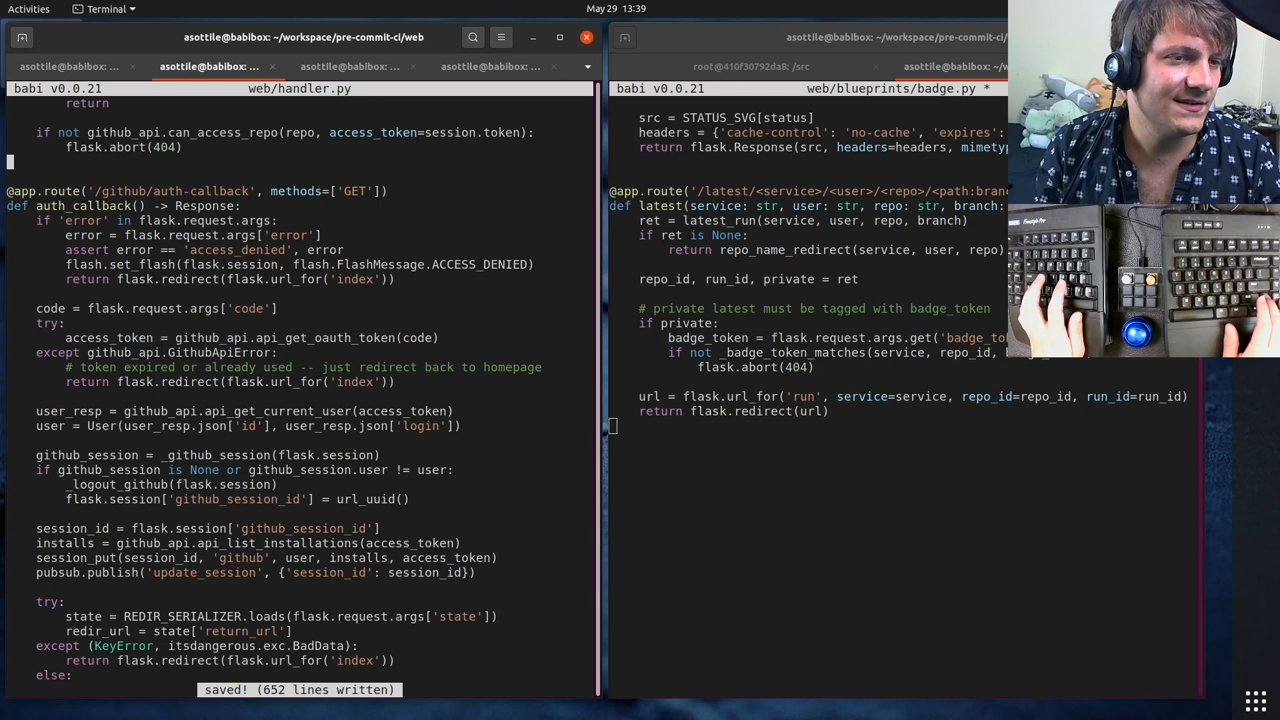 Activities
Terminal
May 29 13:39
asottile@babibox: ~/workspace/pre-commit-ci/web
asottile@babibox: ...
asottile@babibox: ...
asottile@babibox: ...
asottile@babibox: ...
babi v0.0.21 web/handler.py
return
if not github_api.can_access_repo(repo, access_token=session.token):
flask.abort(404)
@app.route('/github/auth-callback', methods=['GET'])
def auth_callback() -> Response:
if 'error' in flask.request.args:
error = flask.request.args['error']
assert error == 'access_denied', error
flash.set_flash(flask.session, flash.FlashMessage.ACCESS_DENIED)
return flask.redirect(flask.url_for('index'))
code = flask.request.args['code']
try:
access_token = github_api.api_get_oauth_token(code)
except github_api.GithubApiError:
# token expired or already used -- just redirect back to homepage
return flask.redirect(flask.url_for('index'))
user_resp = github_api.api_get_current_user(access_token)
user = User(user_resp.json['id'], user_resp.json['login'])
github_session = _github_session(flask.session)
if github_session is None or github_session.user != user:
_logout_github(flask.session)
flask.session['github_session_id'] = url_uuid()
session_id = flask.session['github_session_id']
installs = github_api.api_list_installations(access_token)
session_put(session_id, 'github', user, installs, access_token)
pubsub.publish('update_session', {'session_id': session_id})
try:
state = REDIR_SERIALIZER.loads(flask.request.args['state'])
redir_url = state['return_url']
except (KeyError, itsdangerous.exc.BadData):
return flask.redirect(flask.url_for('index'))
else:
saved! (652 lines written)
asottile@babibox: ~/workspace/pre-commit-ci/
root@410f30792da8: /src
asottile@babibox: ~/w
babi v0.0.21 web/blueprints/badge.py *
src = STATUS_SVG[status]
headers = {'cache-control': 'no-cache', 'expires':
return flask.Response(src, headers=headers, mimetyp
@app.route('/latest/<service>/<user>/<repo>/<path:bran
def latest(service: str, user: str, repo: str, branch:
ret = latest_run(service, user, repo, branch)
if ret is None:
return repo_name_redirect(service, user, repo)
repo_id, run_id, private = ret
# private latest must be tagged with badge_token
if private:
badge_token = flask.request.args.get('badge_to
if not _badge_token_matches(service, repo_id, b
flask.abort(404)
url = flask.url_for('run', service=service, repo_id=repo_id, run_id=run_id)
return flask.redirect(url)